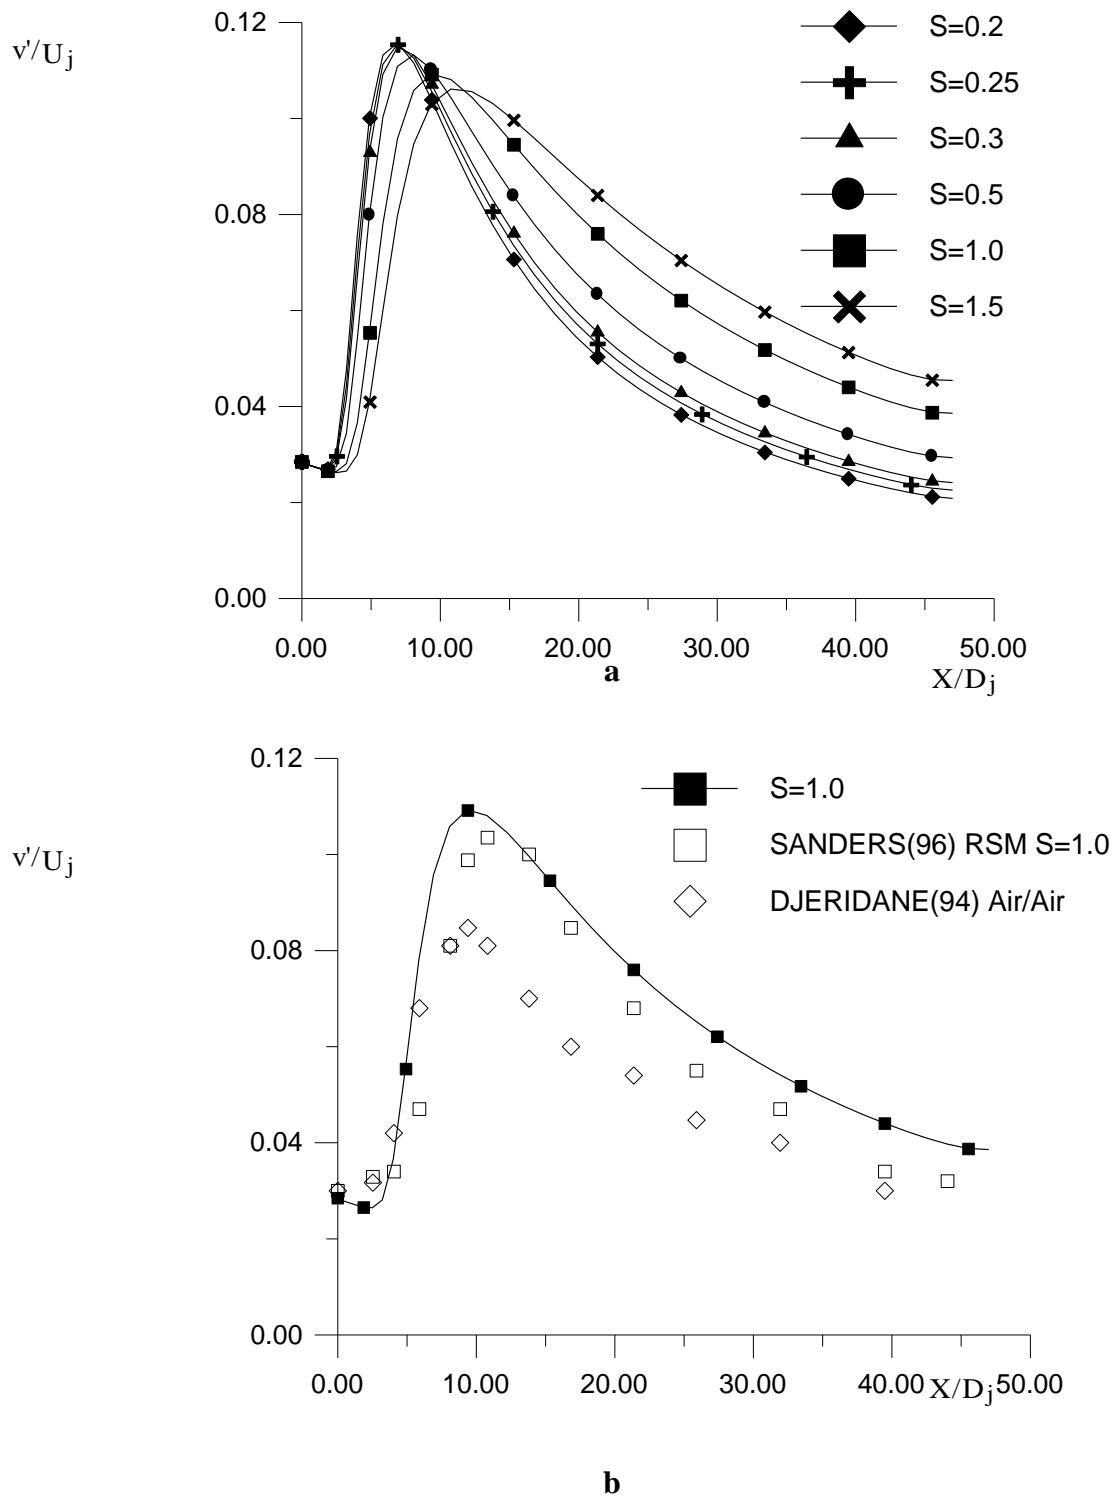 0.12
v'/Uj
0.08
0.04
0.00
0.00 10.00 20.00 30.00 40.00 50.00
X/Dj
S=0.2
S=0.25
S=0.3
S=0.5
S=1.0
S=1.5
a
0.12
v'/Uj
0.08
0.04
0.00
0.00 10.00 20.00 30.00 40.00 X/Dj 50.00
S=1.0
SANDERS(96) RSM S=1.0
DJERIDANE(94) Air/Air
b